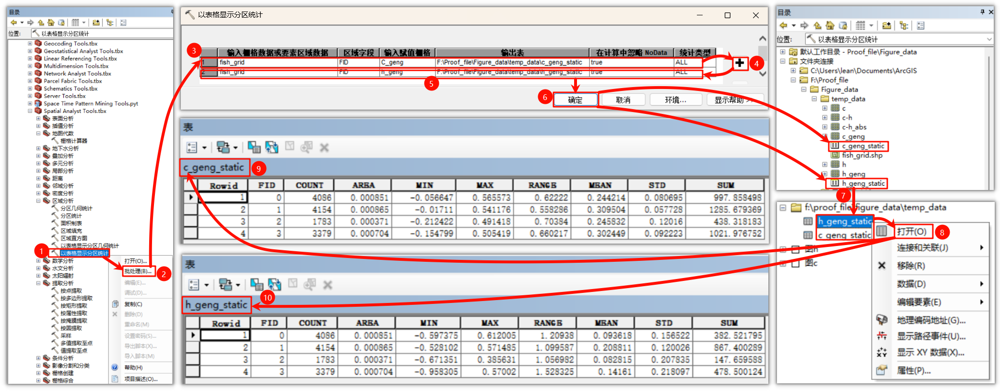 目录
位置:
以表格显示分区统计
Geocoding Tools.tbx
Geostatistical Analyst Tools.tbx
Linear Referencing Tools.tbx
Multidimension Tools.tbx
Network Analyst Tools.tbx
Parcel Fabric Tools.tbx
Schematics Tools.tbx
Server Tools.tbx
Space Time Pattern Mining Tools.pyt
Spatial Analyst Tools.tbx
表面分析
插值分析
地图代数
栅格计算器
地下水分析
叠加分析
多元分析
局部分析
距离
邻域分析
密度分析
区域分析
分区几何统计
分区统计
面积制表
区域填充
区域直方图
以表格显示分区几何统计
1
以表格显示分区统计
数学分析
水文分析
太阳辐射
提取分析
按点提取
按多边形提取
按矩形提取
按属性提取
按掩膜提取
按圆提取
采样
多值提取至点
值提取至点
条件分析
影像分割和分类
栅格创建
栅格综合
打开(O)...
批处理(B)...
2
编辑(E)...
调试(D)...
复制(C)
删除(D)
重命名(M)
设置密码(S)...
导出脚本(X)...
导入脚本(M)
帮助(H)
项目描述(O)...
以表格显示分区统计
3
输入栅格数据或要素区域数据 区域字段 输入赋值栅格 输出表 在计算中忽略 NoData 统计类型
1 fish_grid FID C_geng F:\Proof_file\Figure_data\temp_data\c_geng_static true ALL
2 fish_grid FID h_geng F:\Proof_file\Figure_data\temp_data\h_geng_static true ALL
4
5
6
确定 取消 环境... 显示帮助 >>
表
c_geng_static
9
Rowid FID COUNT AREA MIN MAX RANGE MEAN STD SUM
1 0 4086 0.000851 -0.056647 0.565573 0.62222 0.244214 0.080695 997.858498
2 1 4154 0.000865 -0.01711 0.541176 0.558286 0.309504 0.057728 1285.679369
3 2 1783 0.000371 -0.212422 0.491418 0.70384 0.245832 0.12016 438.318183
4 3 3379 0.000704 -0.154799 0.505419 0.660217 0.302449 0.092223 1021.976752
表
h_geng_static
10
Rowid FID COUNT AREA MIN MAX RANGE MEAN STD SUM
1 0 4086 0.000851 -0.597375 0.612005 1.20938 0.093618 0.156522 382.521795
2 1 4154 0.000865 -0.528102 0.571485 1.099587 0.208811 0.120026 867.400289
3 2 1783 0.000371 -0.671351 0.385631 1.056982 0.082815 0.207835 147.659588
4 3 3379 0.000704 -0.958305 0.57002 1.528325 0.14161 0.218097 478.500124
目录
位置:
以表格显示分区统计
默认工作目录 - Proof_file\Figure_data
文件夹连接
C:\Users\lean\Documents\ArcGIS
F:\Proof_file
Figure_data
temp_data
c
c-h
c-h_abs
c_geng
c_geng_static
fish_grid.shp
h
h_geng
h_geng_static
7
f:\proof_file\figure_data\temp_data
h_geng_static
c_geng_static
图h
图c
打开(O)
8
连接和关联(J)
移除(R)
数据(D)
编辑要素(E)
地理编码地址(G)...
显示路径事件(U)...
显示 XY 数据(X)...
属性(P)...